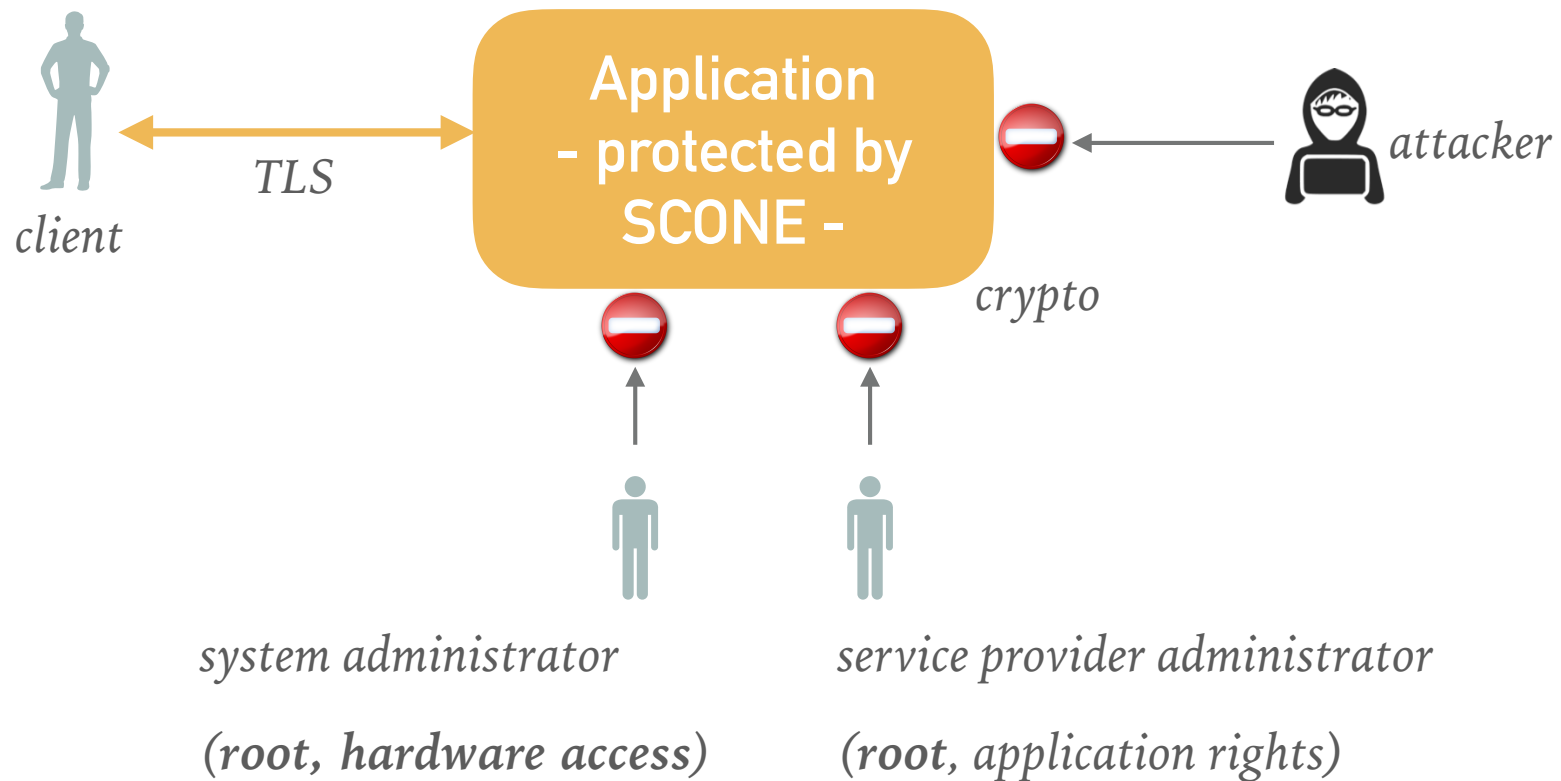 Application
- protected by
SCONE -
TLS
client
attacker
crypto
system administrator
(root, hardware access)
service provider administrator
(root, application rights)